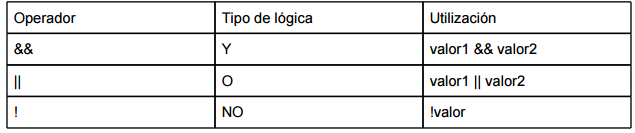 Operador Tipo de lógica Utilización
&& Y valor1 && valor2
|| O valor1 || valor2
! NO !valor